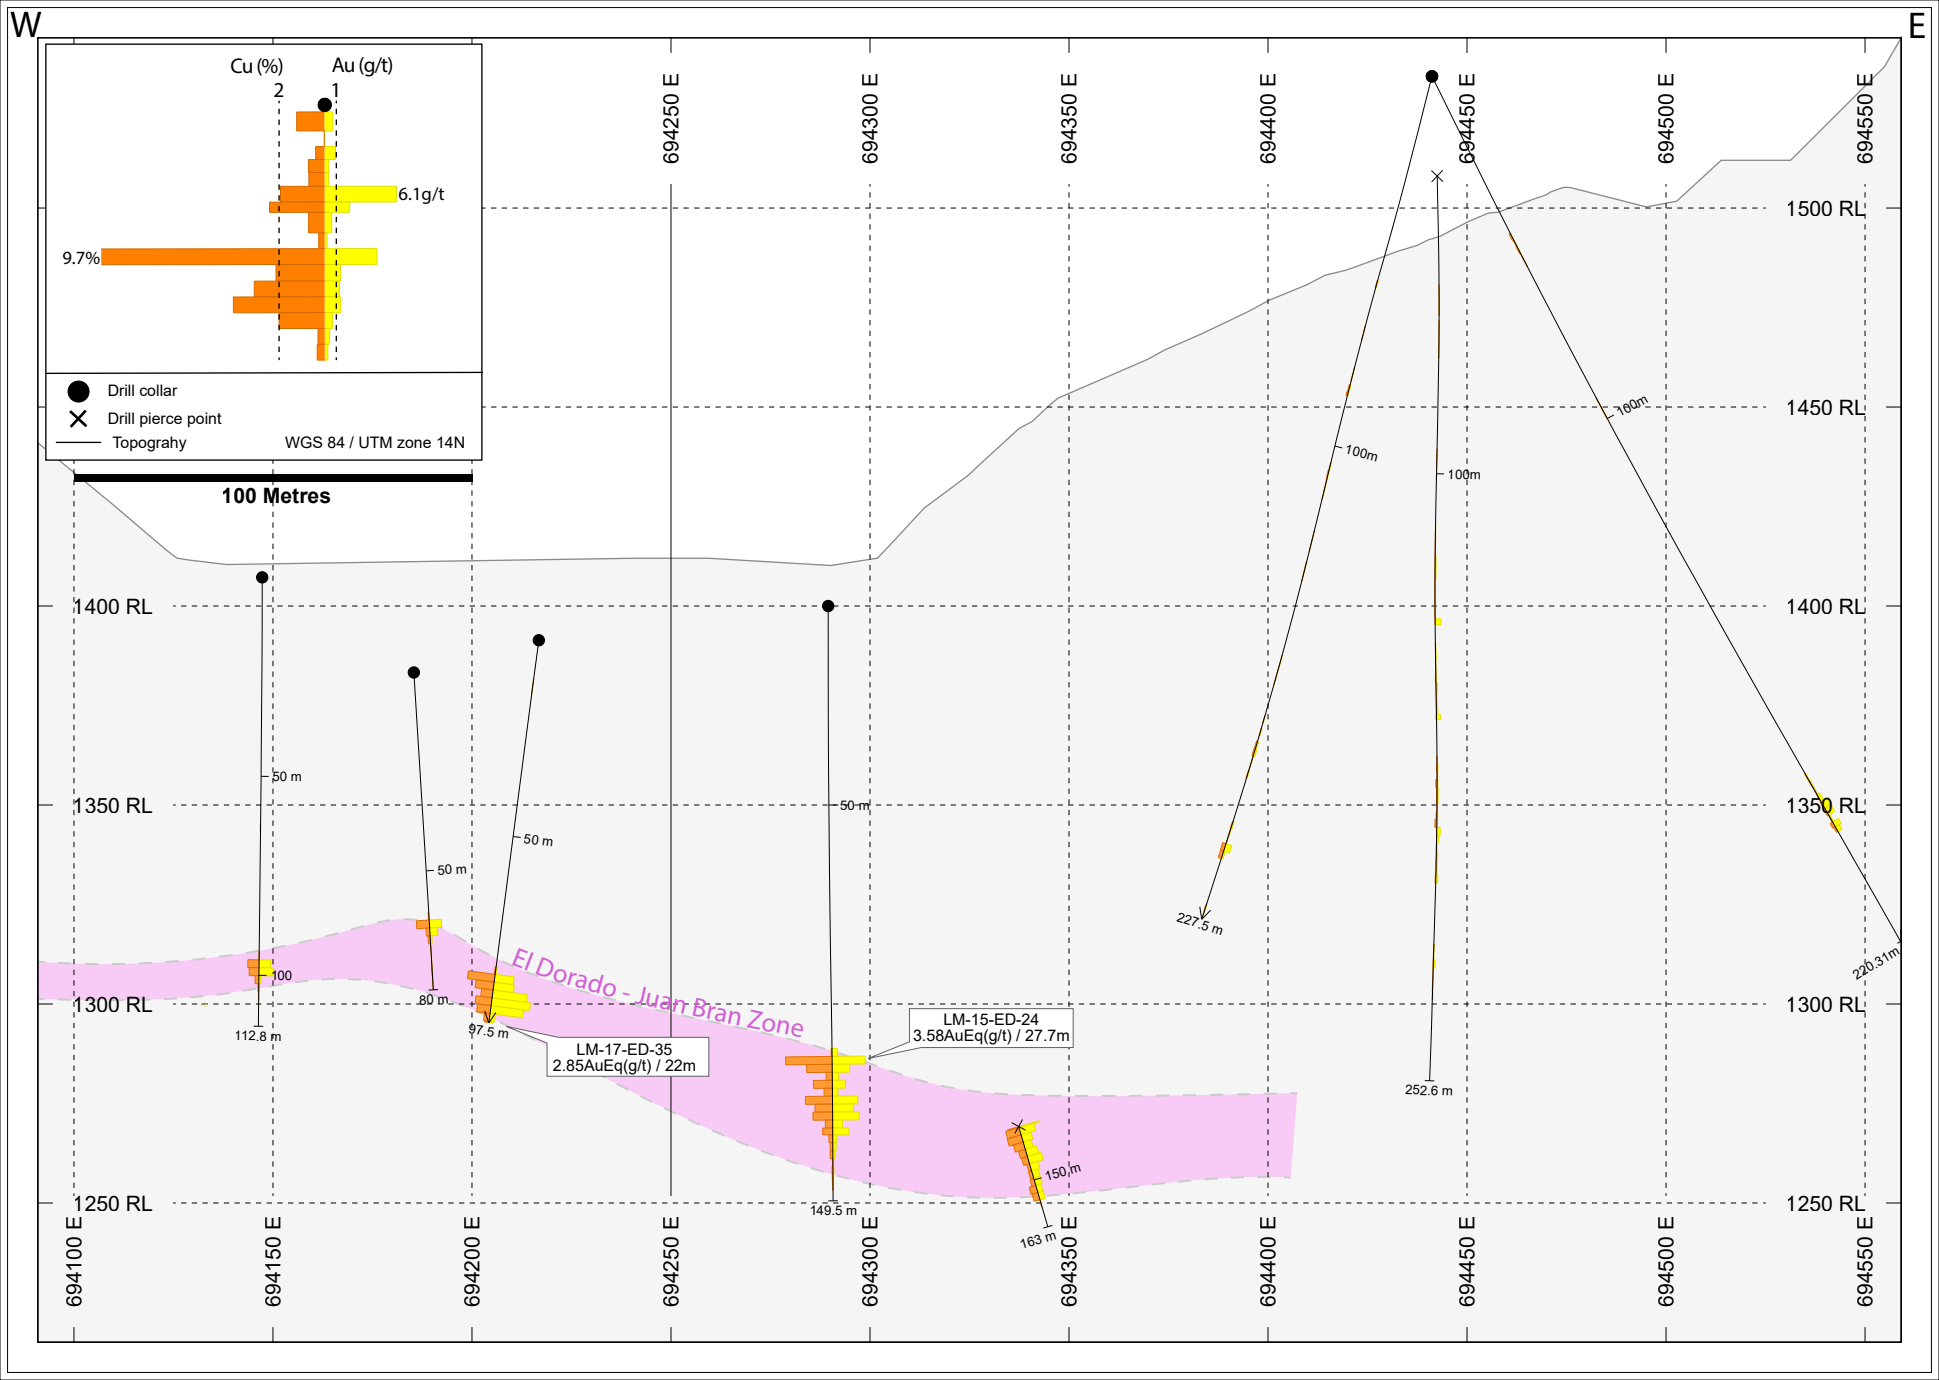 W
E
Cu (%)
Au (g/t)
2
1
6.1g/t
9.7%
Drill collar
Drill pierce point
Topograhy
WGS 84 / UTM zone 14N
100 Metres
694250 E
694300 E
694350 E
694400 E
694450 E
694500 E
694550 E
1500 RL
1450 RL
100m
100m
100m
1400 RL
1400 RL
50 m
50 m
1350 RL
1350 RL
50 m
50 m
227.5 m
220.31m
El Dorado - Juan Bran Zone
100
80 m
1300 RL
1300 RL
112.8 m
97.5 m
LM-15-ED-24
3.58AuEq(g/t) / 27.7m
LM-17-ED-35
2.85AuEq(g/t) / 22m
252.6 m
150 m
1250 RL
149.5 m
1250 RL
163 m
694100 E
694150 E
694200 E
694250 E
694300 E
694350 E
694400 E
694450 E
694500 E
694550 E